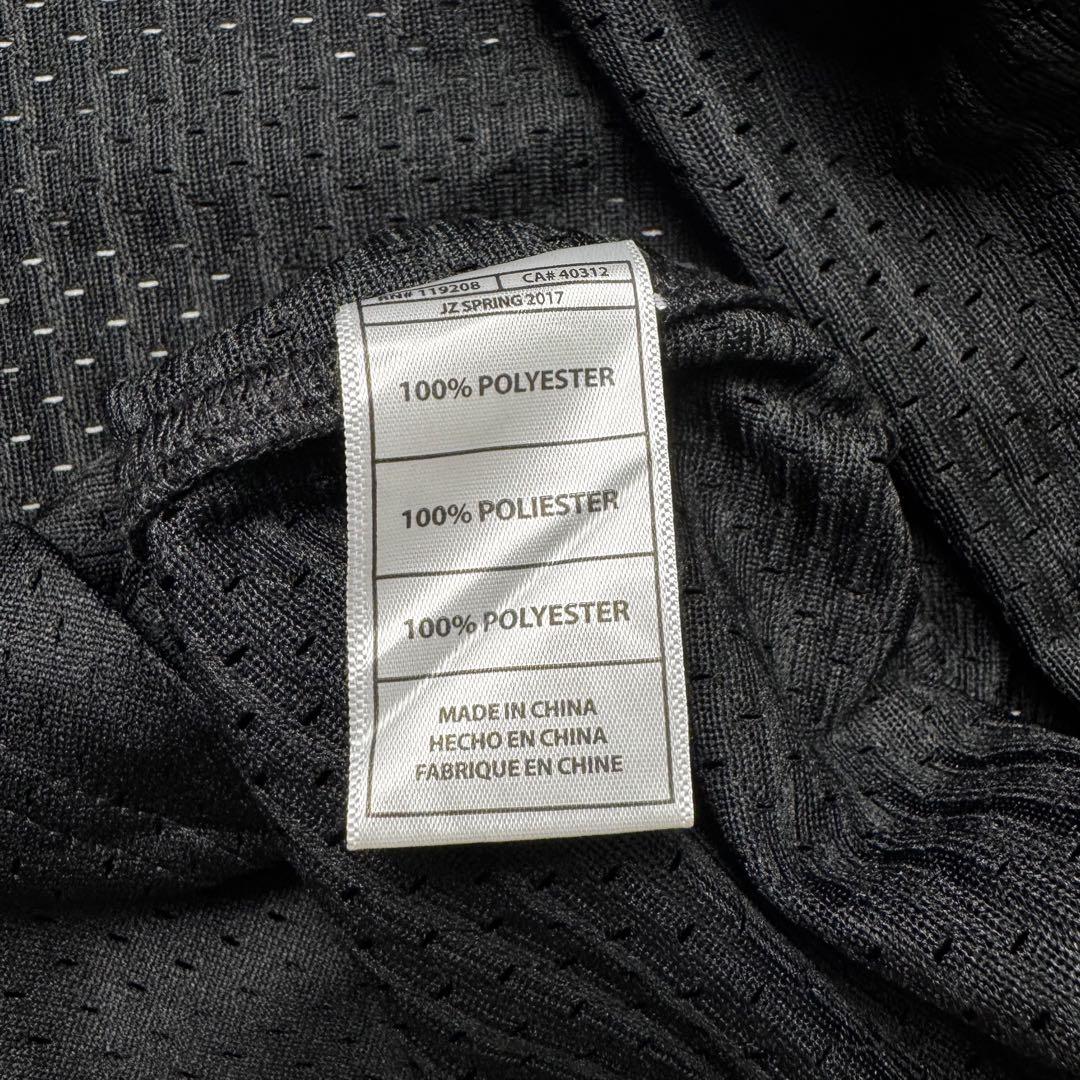 RN# 119208 CA# 40312
JZ SPRING 2017
100% POLYESTER
100% POLIESTER
100% POLYESTER
MADE IN CHINA
HECHO EN CHINA
FABRIQUE EN CHINE